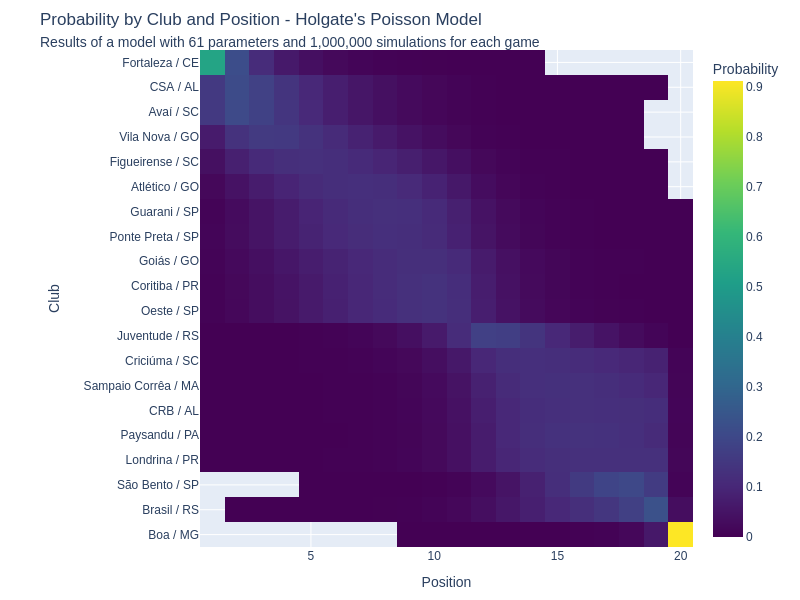 Probability by Club and Position - Holgate's Poisson Model
Results of a model with 61 parameters and 1,000,000 simulations for each game
Probability
Club
Fortaleza / CE
CSA / AL
Avaí / SC
Vila Nova / GO
Figueirense / SC
Atlético / GO
Guarani / SP
Ponte Preta / SP
Goiás / GO
Coritiba / PR
Oeste / SP
Juventude / RS
Criciúma / SC
Sampaio Corrêa / MA
CRB / AL
Paysandu / PA
Londrina / PR
São Bento / SP
Brasil / RS
Boa / MG
0.9
0.8
0.7
0.6
0.5
0.4
0.3
0.2
0.1
0
5 10 15 20
Position